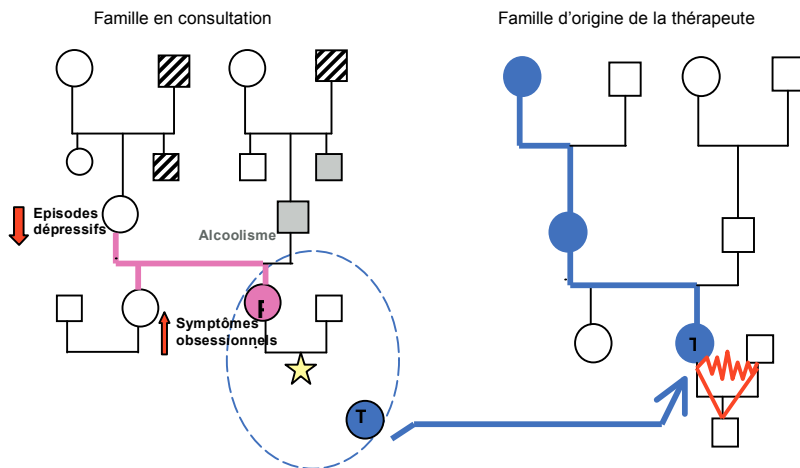 Famille en consultation
Famille d'origine de la thérapeute
Episodes
dépressifs
Alcoolisme
Symptômes
obsessionnels
T